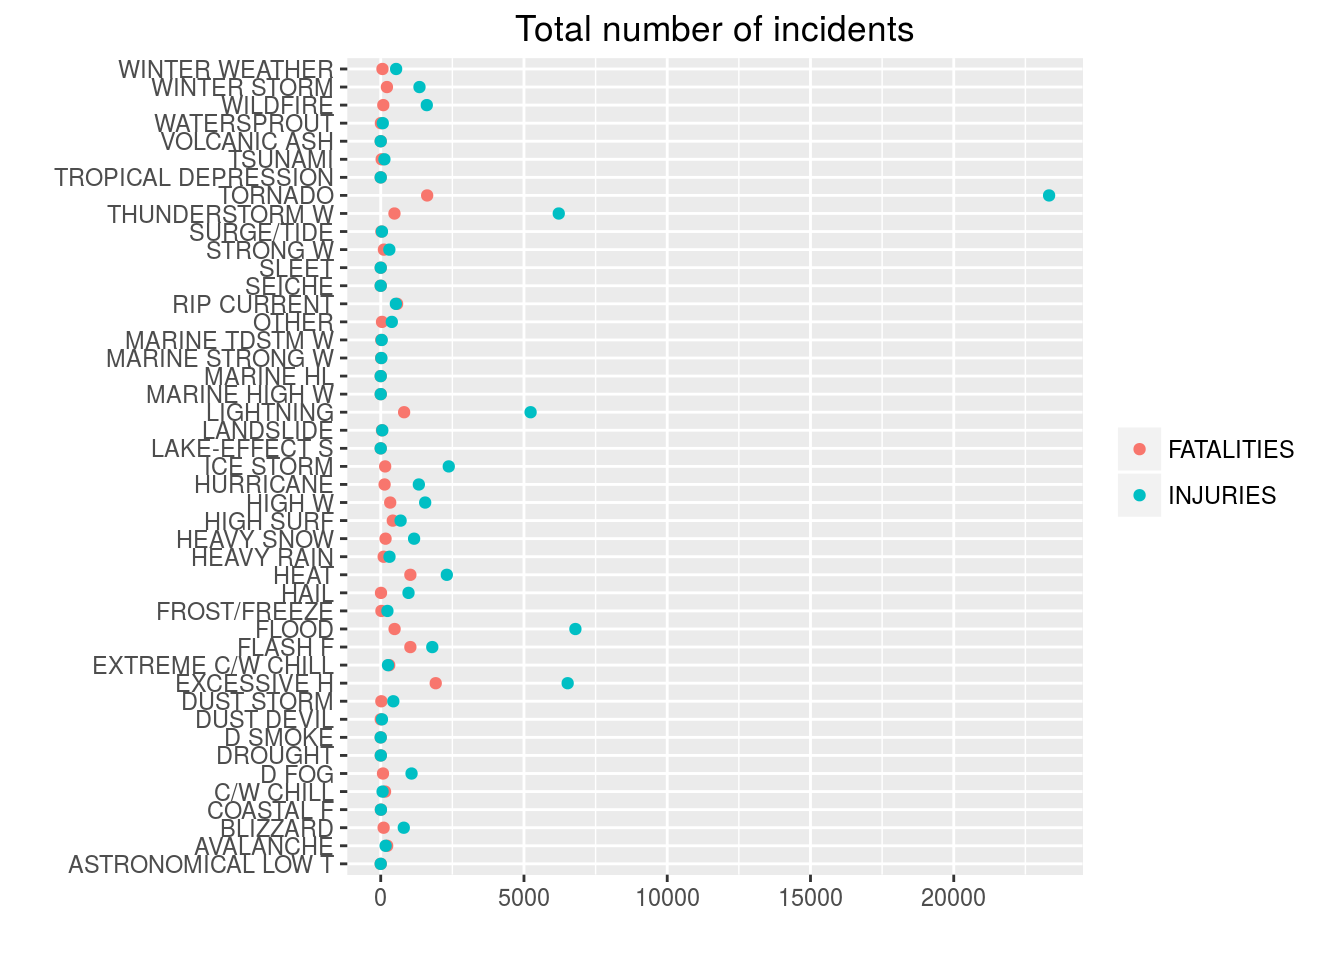 Total number of incidents
WINTER WEATHER
WINTER STORM
WILDFIRE
WATERSPROUT
VOLCANIC ASH
TSUNAMI
TROPICAL DEPRESSION
TORNADO
THUNDERSTORM W
SURGE/TIDE
STRONG W
SLEET
SEICHE
RIP CURRENT
OTHER
MARINE TDSTM W
MARINE STRONG W
MARINE HL
MARINE HIGH W
LIGHTNING
LANDSLIDE
LAKE-EFFECT S
ICE STORM
HURRICANE
HIGH W
HIGH SURF
HEAVY SNOW
HEAVY RAIN
HEAT
HAIL
FROST/FREEZE
FLOOD
FLASH F
EXTREME C/W CHILL
EXCESSIVE H
DUST STORM
DUST DEVIL
D SMOKE
DROUGHT
D FOG
C/W CHILL
COASTAL F
BLIZZARD
AVALANCHE
ASTRONOMICAL LOW T
0 5000 10000 15000 20000
FATALITIES
INJURIES